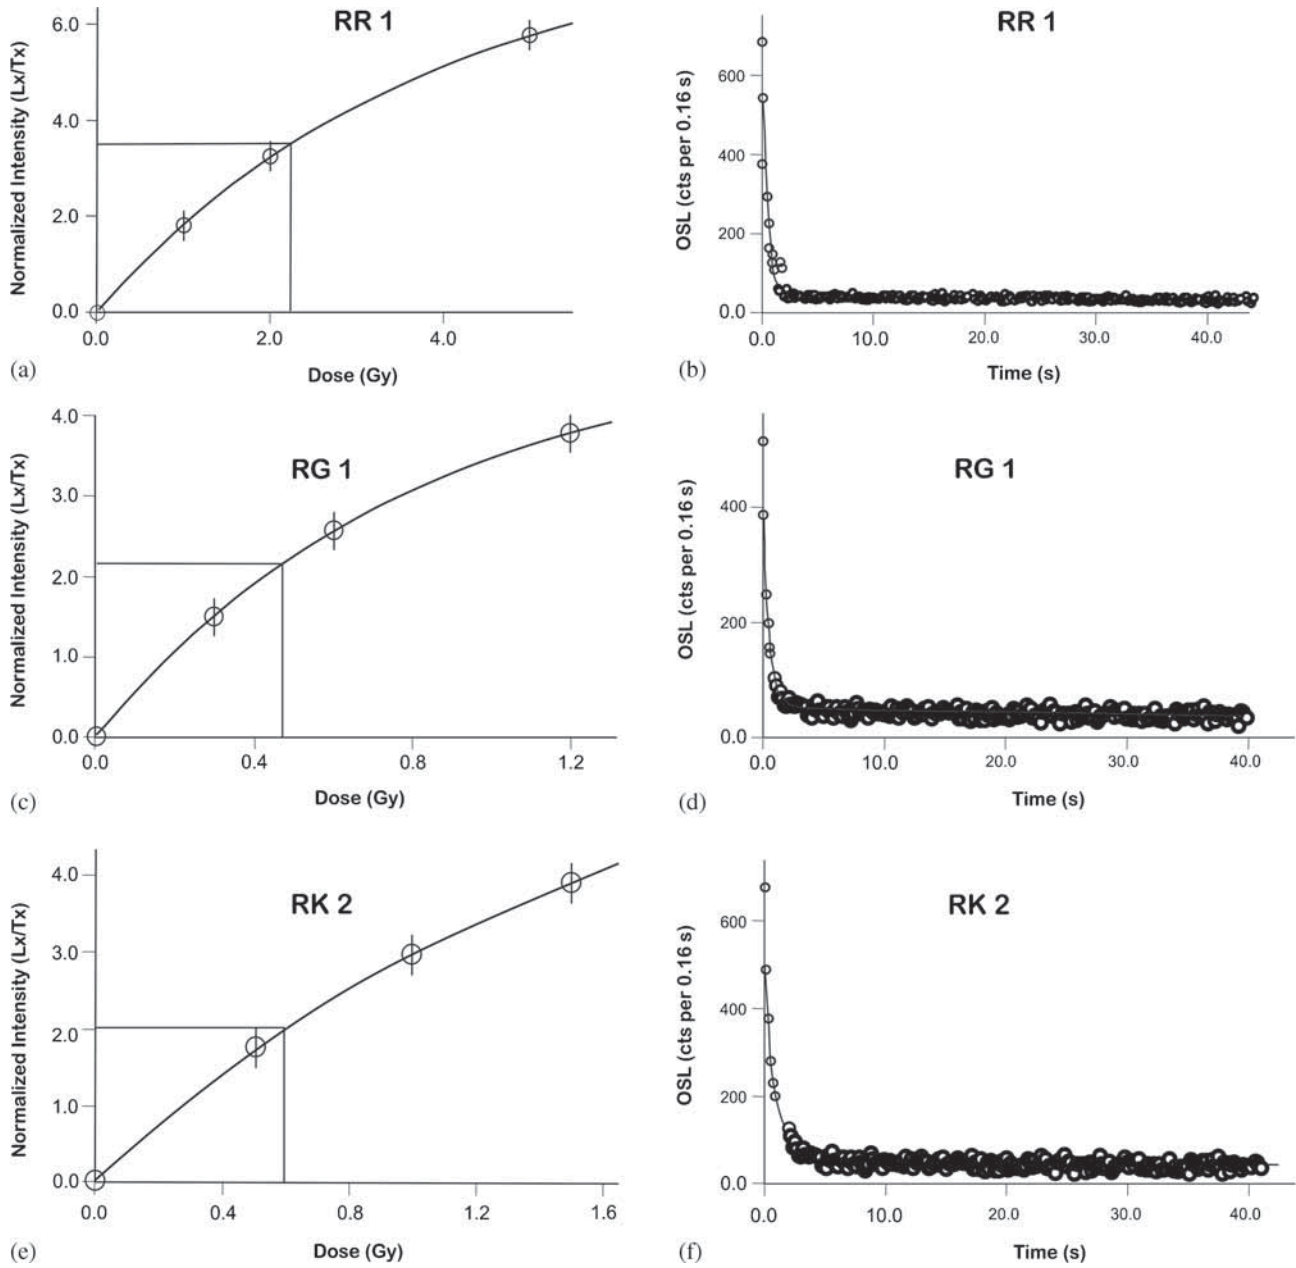 RR 1
Normalized Intensity (Lx/Tx)
6.0
4.0
2.0
0.0
0.0 2.0 4.0
Dose (Gy)
(a)
RR 1
OSL (cts per 0.16 s)
600
400
200
0.0
0.0 10.0 20.0 30.0 40.0
Time (s)
(b)
RG 1
Normalized Intensity (Lx/Tx)
4.0
3.0
2.0
1.0
0.0
0.0 0.4 0.8 1.2
Dose (Gy)
(c)
RG 1
OSL (cts per 0.16 s)
400
200
0.0
0.0 10.0 20.0 30.0 40.0
Time (s)
(d)
RK 2
Normalized Intensity (Lx/Tx)
4.0
3.0
2.0
1.0
0.0
0.0 0.4 0.8 1.2 1.6
Dose (Gy)
(e)
RK 2
OSL (cts per 0.16 s)
600
400
200
0.0
0.0 10.0 20.0 30.0 40.0
Time (s)
(f)